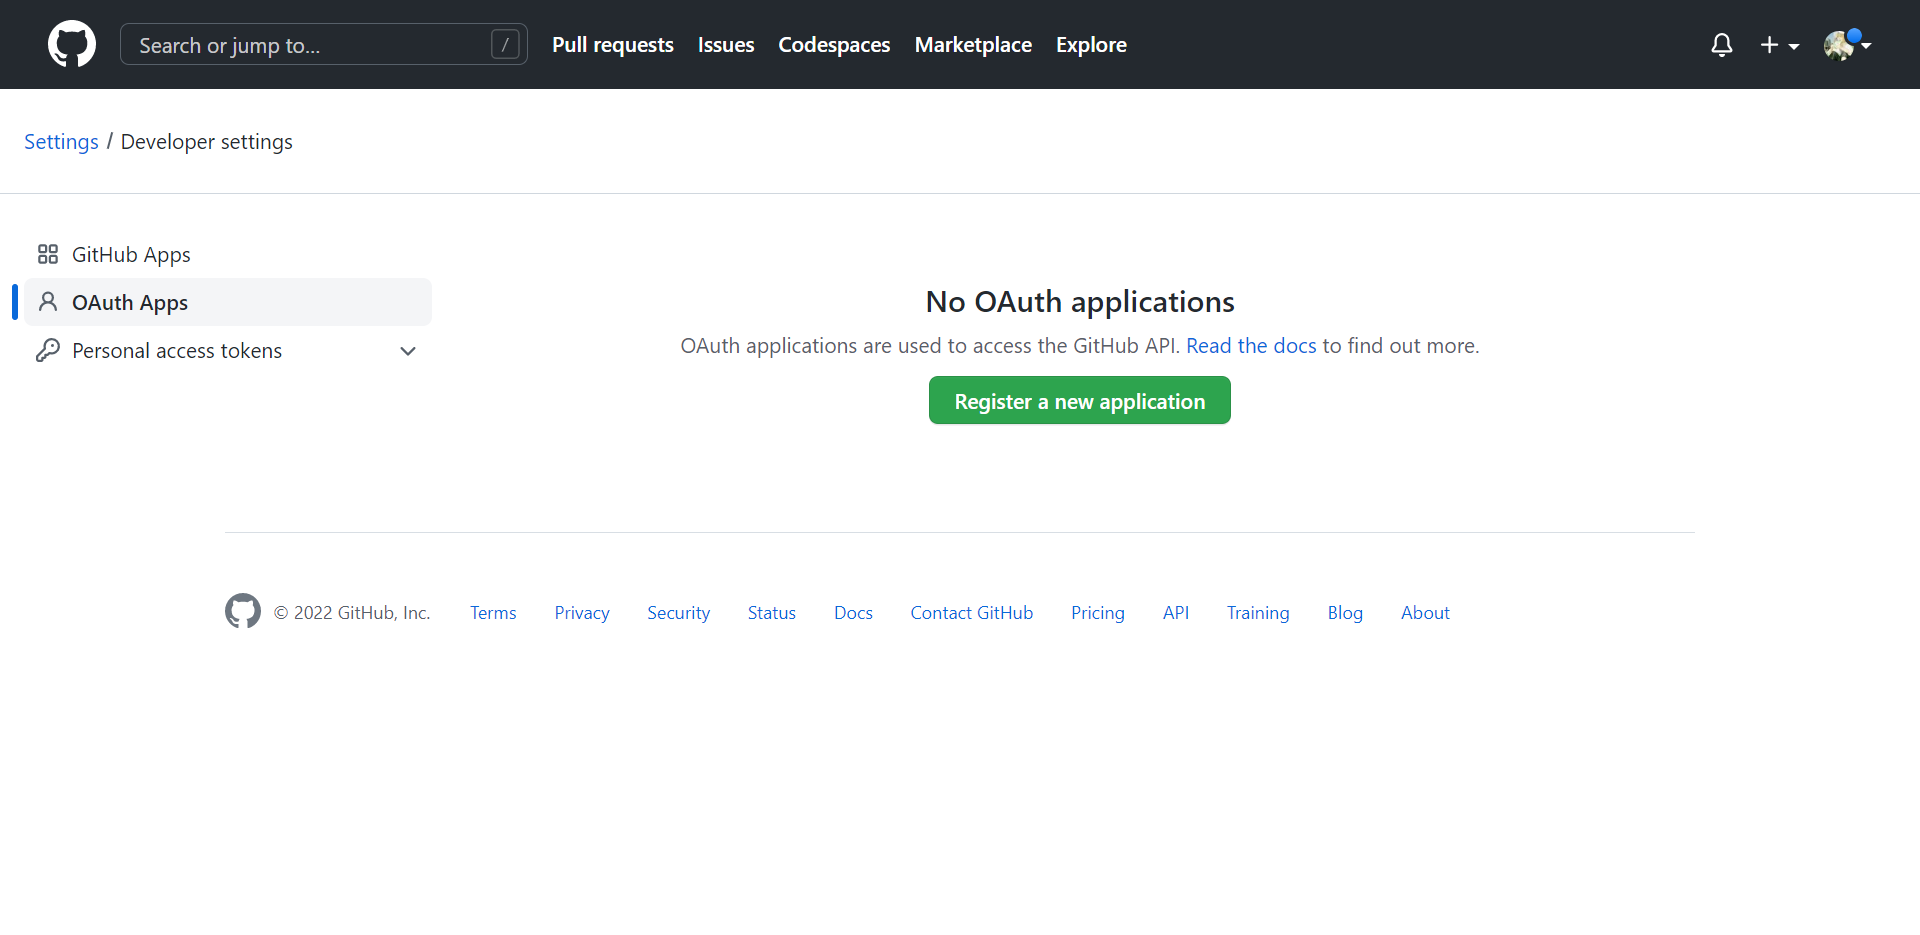 Search or jump to... /
Pull requests Issues Codespaces Marketplace Explore
Settings / Developer settings
GitHub Apps
OAuth Apps
Personal access tokens
No OAuth applications
OAuth applications are used to access the GitHub API. Read the docs to find out more.
Register a new application
© 2022 GitHub, Inc. Terms Privacy Security Status Docs Contact GitHub Pricing API Training Blog About